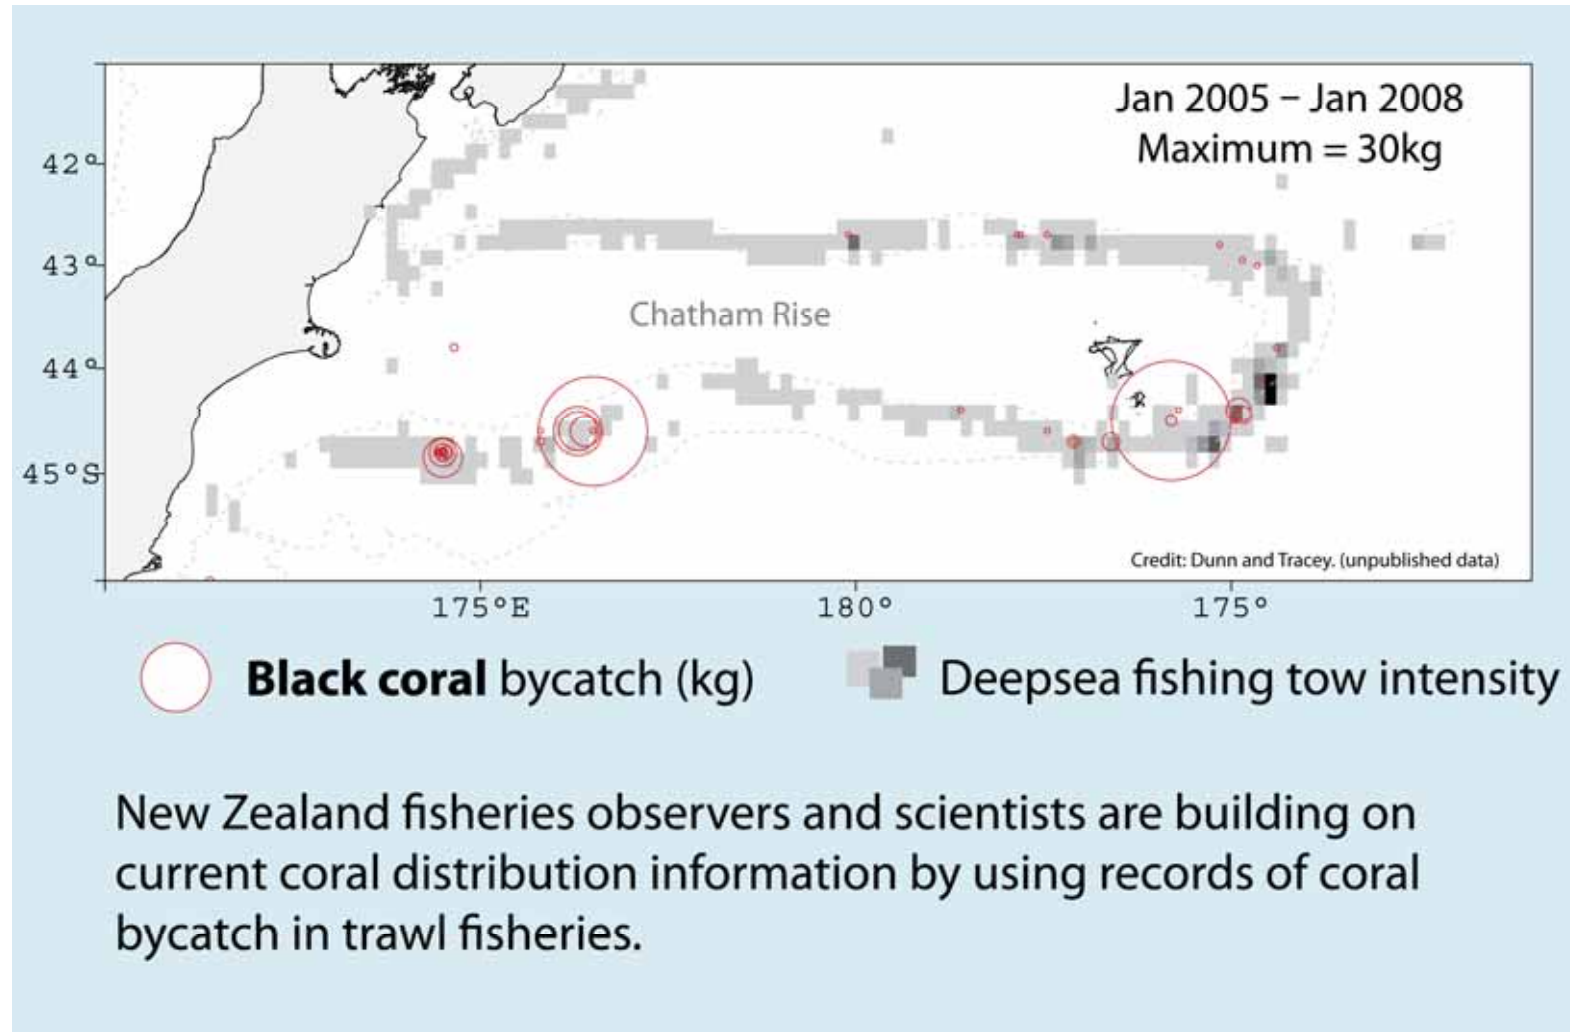 Jan 2005 – Jan 2008
Maximum = 30kg
42°
43°
Chatham Rise
44°
45°S
Credit: Dunn and Tracey. (unpublished data)
175°E
180°
175°
Black coral bycatch (kg)
Deepsea fishing tow intensity
New Zealand fisheries observers and scientists are building on
current coral distribution information by using records of coral
bycatch in trawl fisheries.